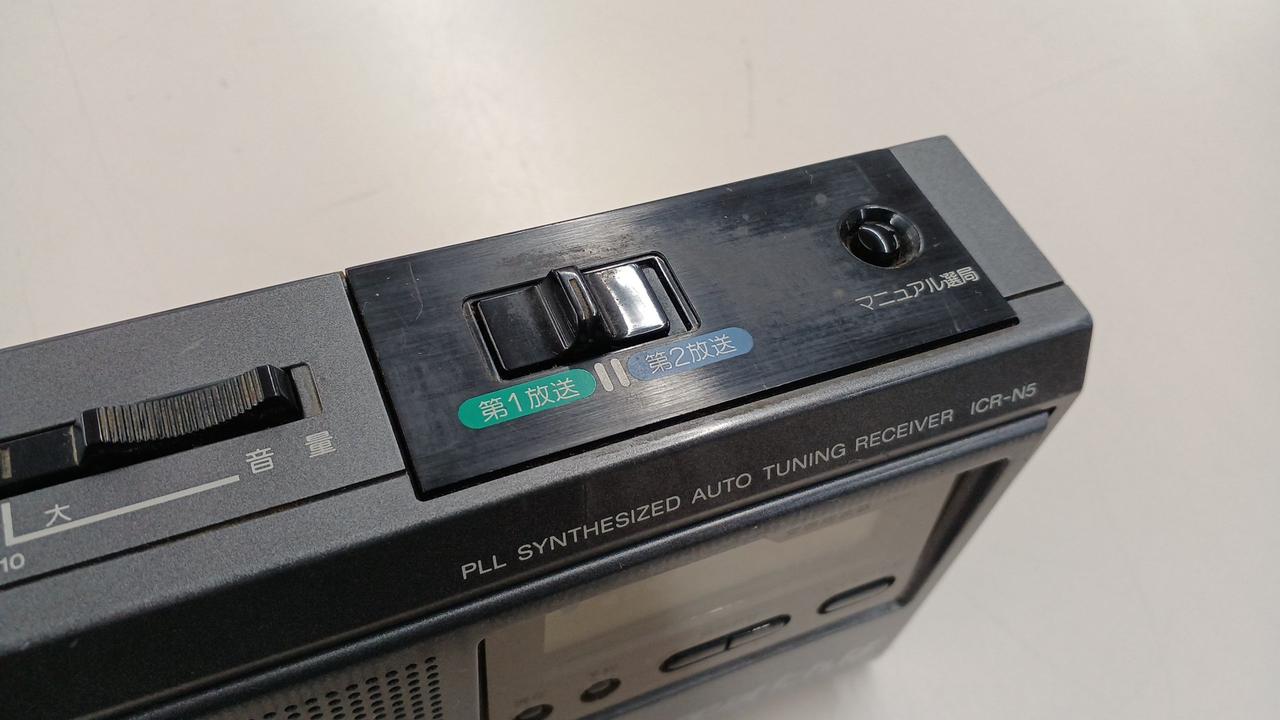 マニュアル選局
第1放送
第2放送
音量
大
10
PLL SYNTHESIZED AUTO TUNING RECEIVER ICR-N5